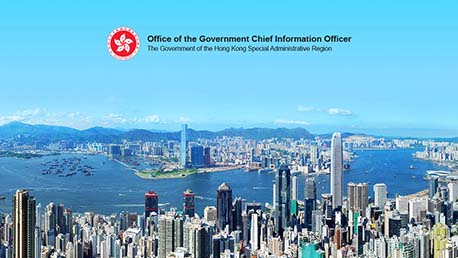 Office of the Government Chief Information Officer
The Government of the Hong Kong Special Administrative Region